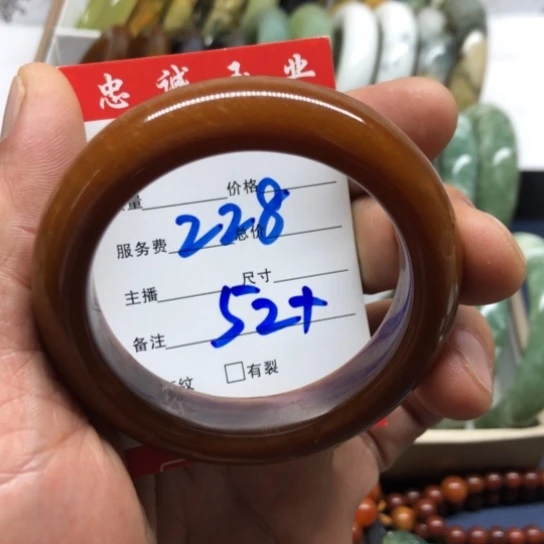 忠诚玉业
量 价格
228
服务费 总价
主播 尺寸
52+
备注
纹 有裂